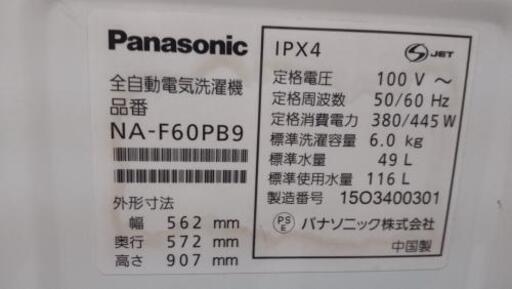 Panasonic
全自動電気洗濯機
品番
NA-F60PB9
外形寸法
幅 562 mm
奥行 572 mm
高さ 907 mm
IPX4
S JET
定格電圧 100 V ～
定格周波数 50/60 Hz
定格消費電力 380/445 W
標準洗濯容量 6.0 kg
標準水量 49 L
標準使用水量 116 L
製造番号 15O3400301
PS E パナソニック株式会社
中国製